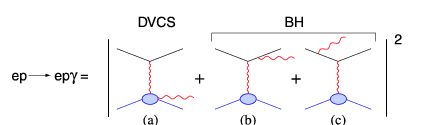 DVCS BH
2
ep → epγ = + +
(a) (b) (c)